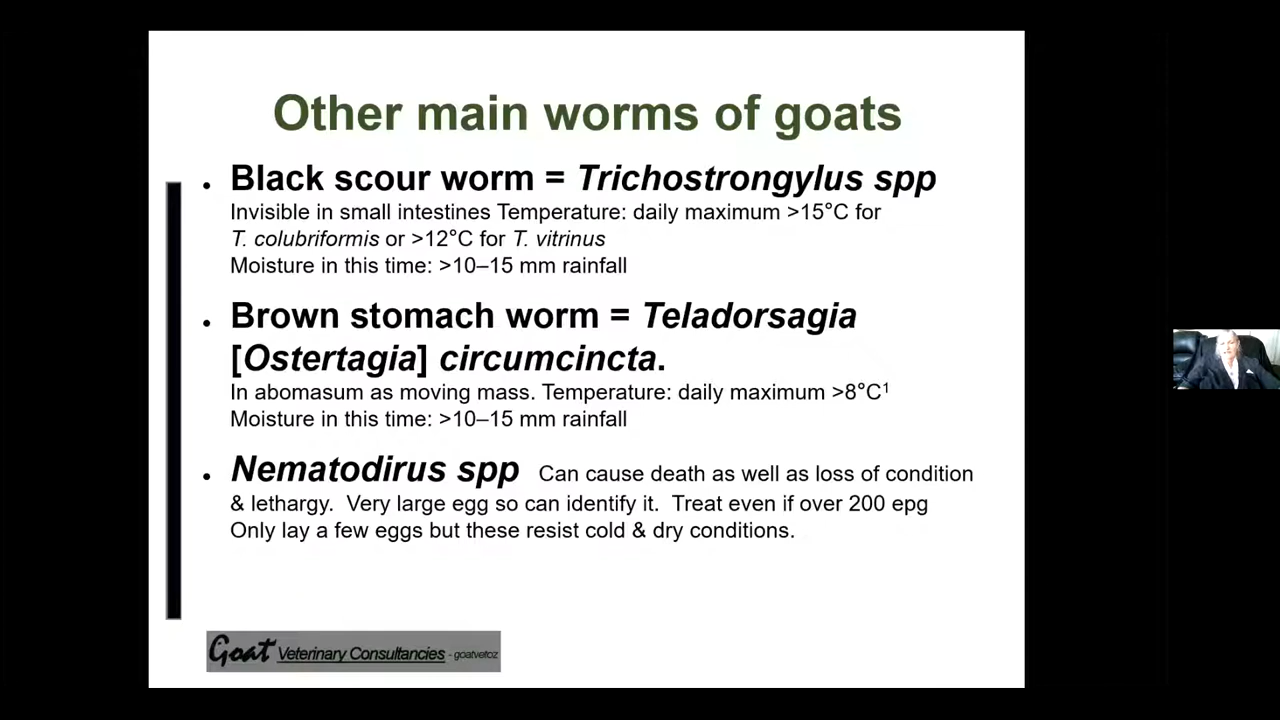 Other main worms of goats
• Black scour worm = Trichostrongylus spp
Invisible in small intestines Temperature: daily maximum >15°C for
T. colubriformis or >12°C for T. vitrinus
Moisture in this time: >10–15 mm rainfall
• Brown stomach worm = Teladorsagia
[Ostertagia] circumcincta.
In abomasum as moving mass. Temperature: daily maximum >8°C¹
Moisture in this time: >10–15 mm rainfall
• Nematodirus spp Can cause death as well as loss of condition
& lethargy. Very large egg so can identify it. Treat even if over 200 epg
Only lay a few eggs but these resist cold & dry conditions.
Goat Veterinary Consultancies - goatvetoz